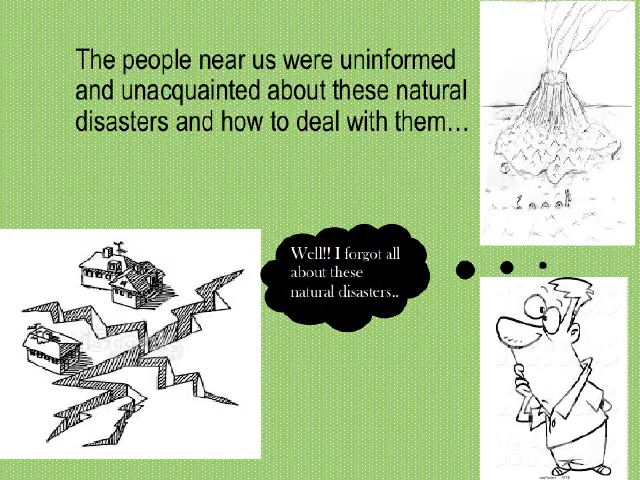 The people near us were uninformed
and unacquainted about these natural
disasters and how to deal with them…
Well!! I forgot all
about these
natural disasters..